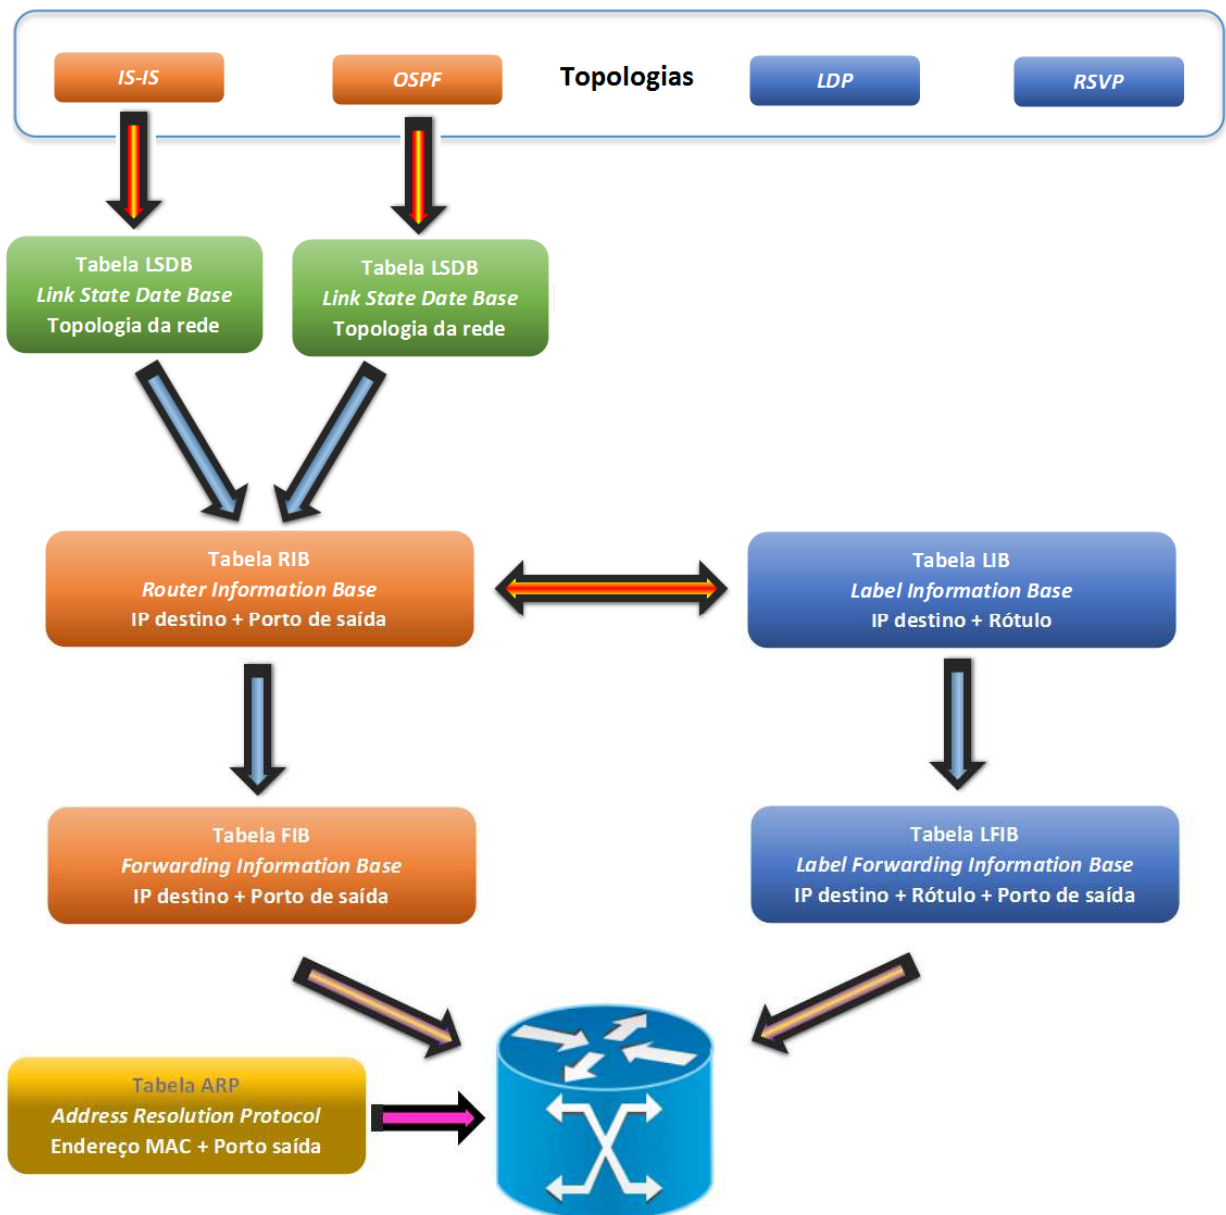 IS-IS
OSPF
Topologias
LDP
RSVP
Tabela LSDB
Link State Date Base
Topologia da rede
Tabela LSDB
Link State Date Base
Topologia da rede
Tabela RIB
Router Information Base
IP destino + Porto de saída
Tabela LIB
Label Information Base
IP destino + Rótulo
Tabela FIB
Forwarding Information Base
IP destino + Porto de saída
Tabela LFIB
Label Forwarding Information Base
IP destino + Rótulo + Porto de saída
Tabela ARP
Address Resolution Protocol
Endereço MAC + Porto saída